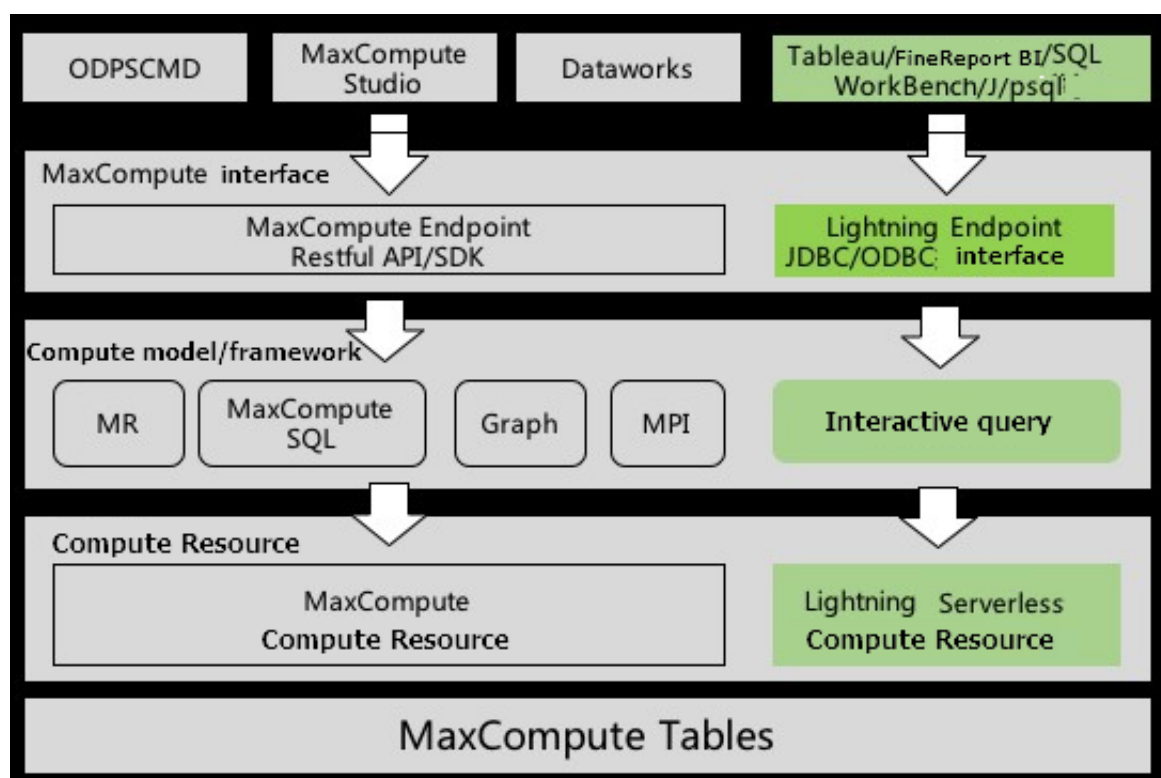 ODPSCMD
MaxCompute
Studio
Dataworks
Tableau/FineReport BI/SQL
WorkBench/J/psql
MaxCompute interface
MaxCompute Endpoint
Restful API/SDK
Lightning Endpoint
JDBC/ODBC interface
Compute model/framework
MR
MaxCompute
SQL
Graph
MPI
Interactive query
Compute Resource
MaxCompute
Compute Resource
Lightning Serverless
Compute Resource
MaxCompute Tables